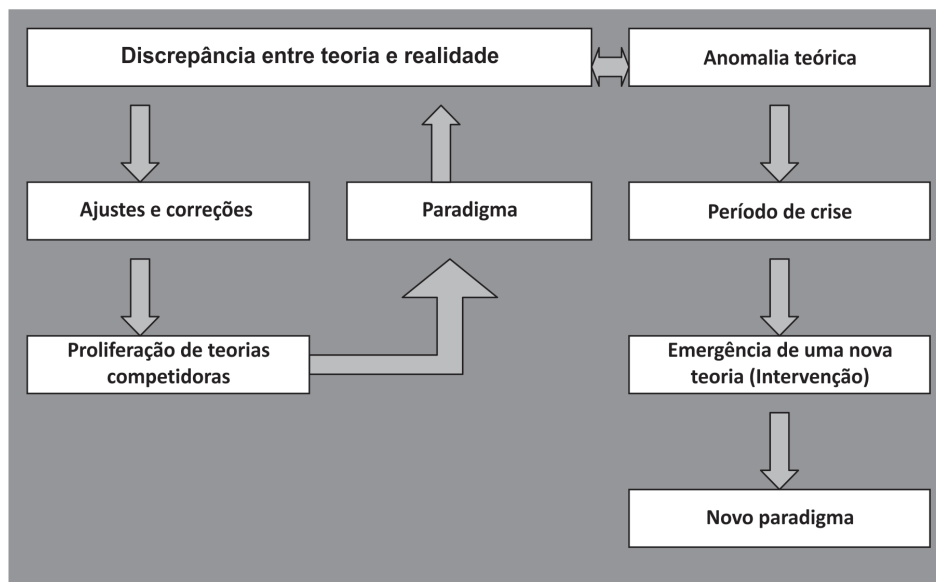 Discrepância entre teoria e realidade
Anomalia teórica
Ajustes e correções
Paradigma
Período de crise
Proliferação de teorias
competidoras
Emergência de uma nova
teoria (Intervenção)
Novo paradigma